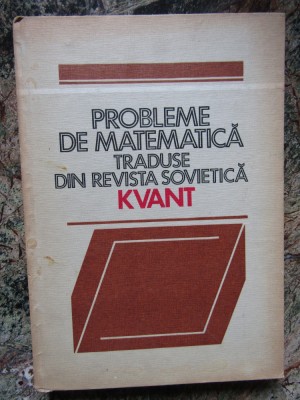 PROBLEME
DE MATEMATICĂ
TRADUSE
DIN REVISTA SOVIETICĂ
KVANT